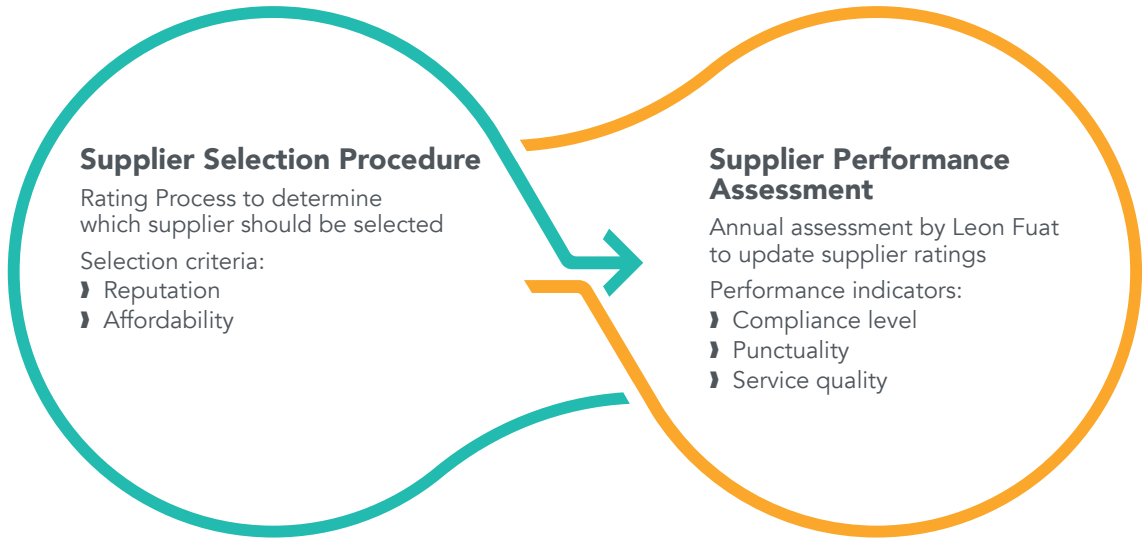 Supplier Selection Procedure
Rating Process to determine
which supplier should be selected
Selection criteria:
❱ Reputation
❱ Affordability
Supplier Performance
Assessment
Annual assessment by Leon Fuat
to update supplier ratings
Performance indicators:
❱ Compliance level
❱ Punctuality
❱ Service quality